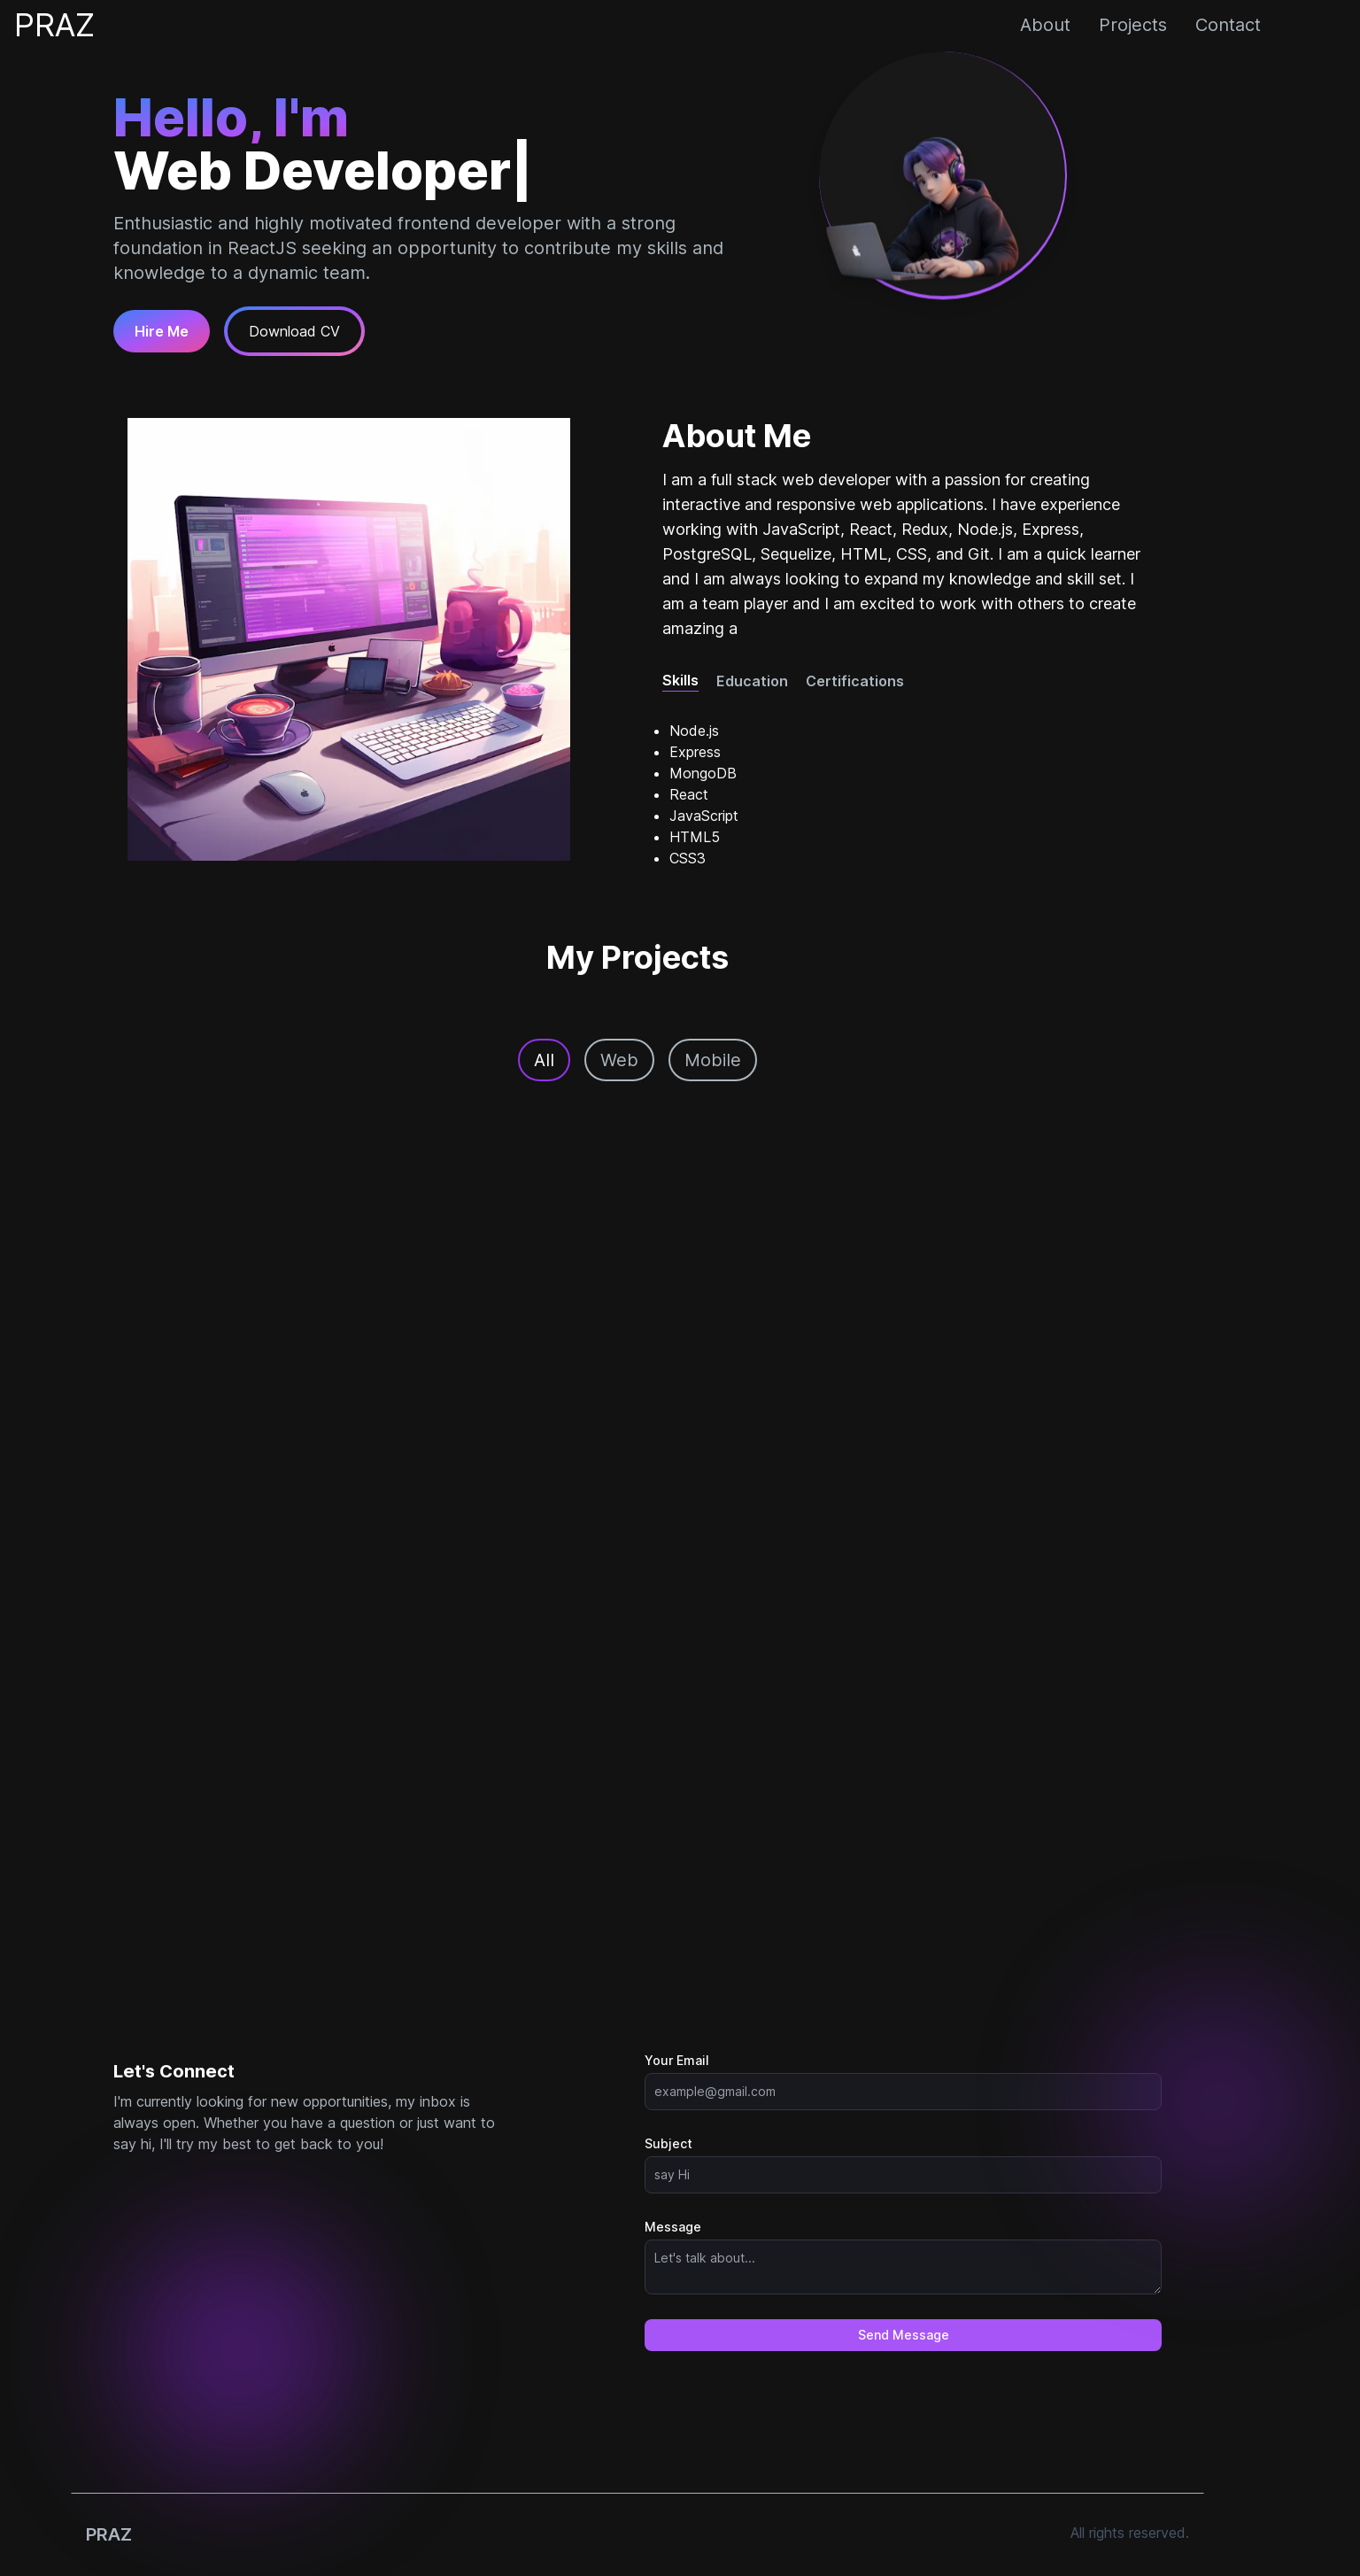 PRAZ
About Projects Contact
Hello, I'm
Web Developer|
Enthusiastic and highly motivated frontend developer with a strong
foundation in ReactJS seeking an opportunity to contribute my skills and
knowledge to a dynamic team.
Hire Me
Download CV
About Me
I am a full stack web developer with a passion for creating
interactive and responsive web applications. I have experience
working with JavaScript, React, Redux, Node.js, Express,
PostgreSQL, Sequelize, HTML, CSS, and Git. I am a quick learner
and I am always looking to expand my knowledge and skill set. I
am a team player and I am excited to work with others to create
amazing a
Skills Education Certifications
Node.js
Express
MongoDB
React
JavaScript
HTML5
CSS3
My Projects
All Web Mobile
Let's Connect
I'm currently looking for new opportunities, my inbox is
always open. Whether you have a question or just want to
say hi, I'll try my best to get back to you!
Your Email
example@gmail.com
Subject
say Hi
Message
Let's talk about...
Send Message
PRAZ
All rights reserved.